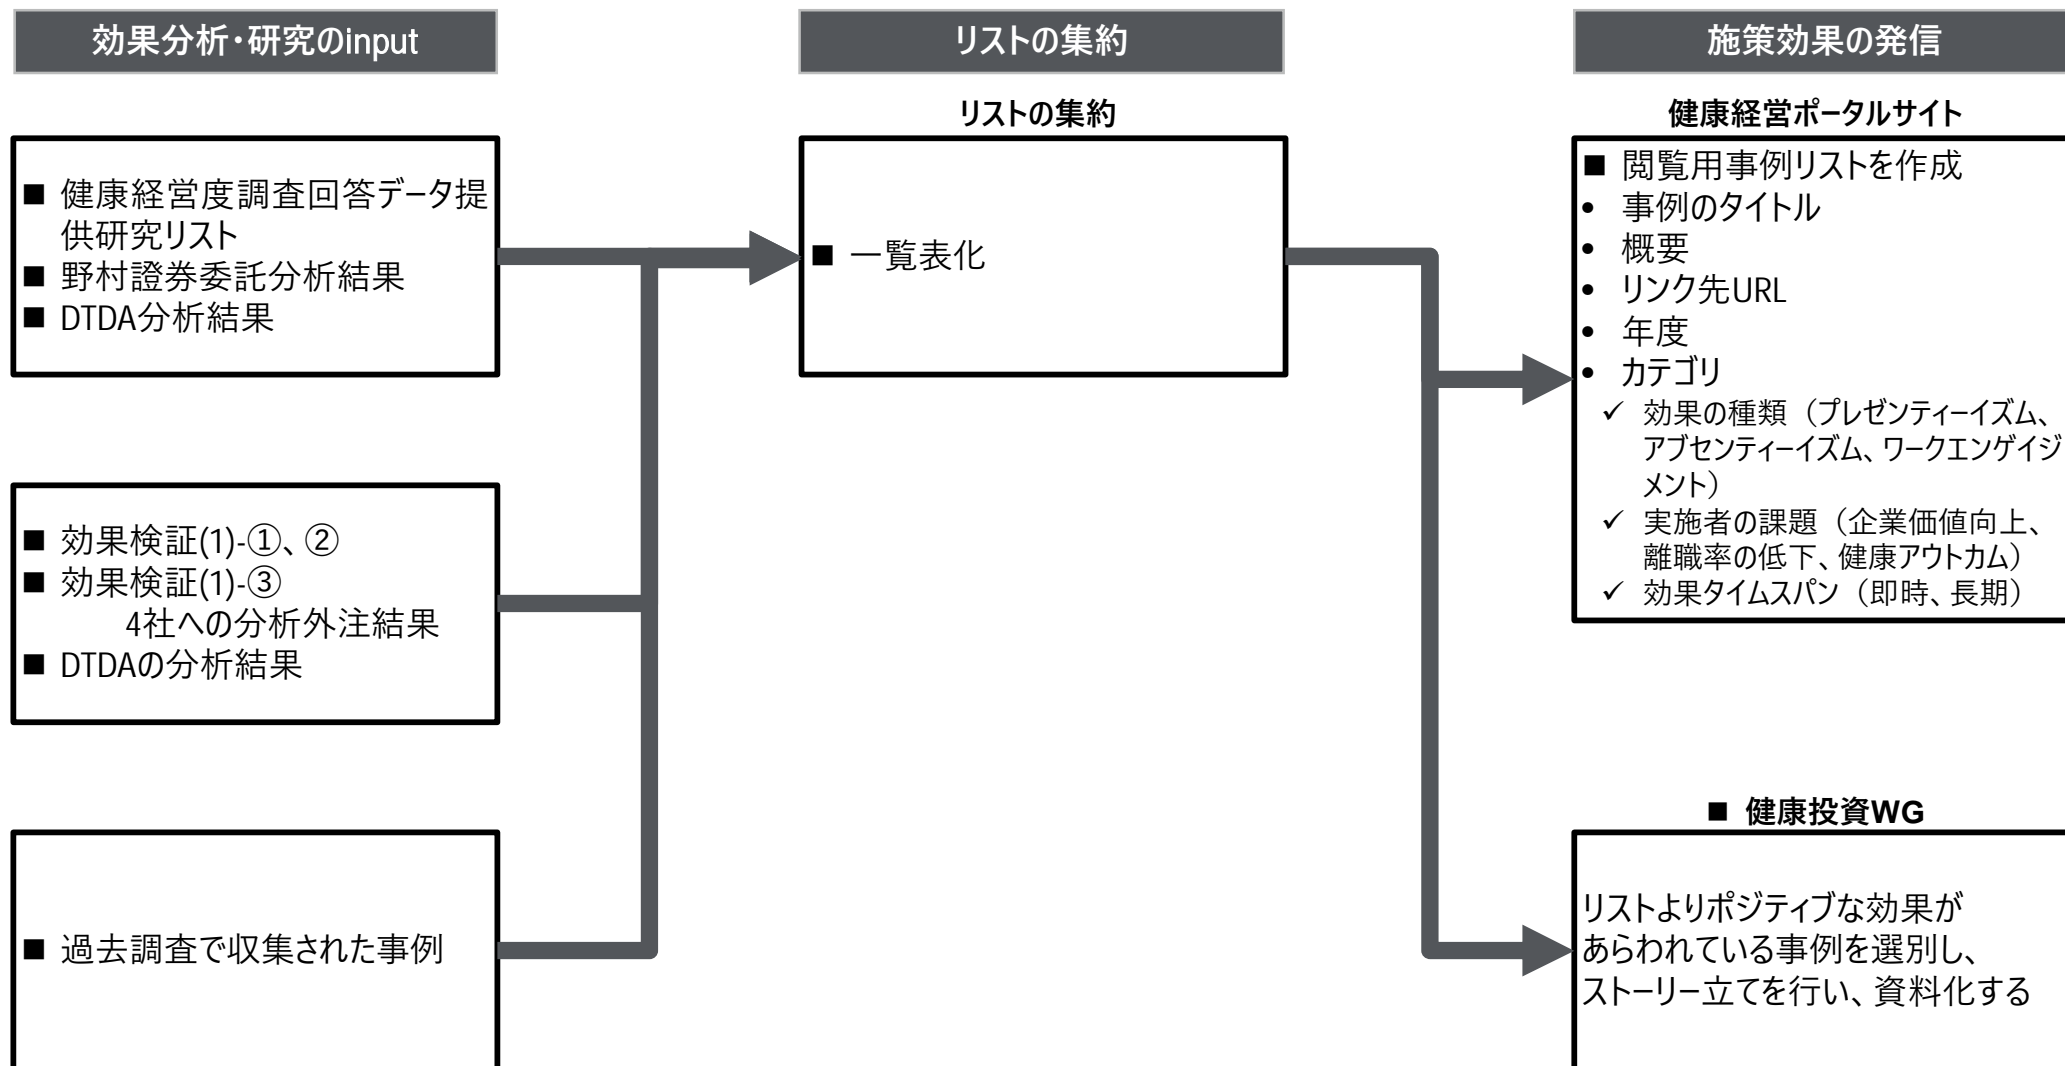 効果分析・研究のinput
■ 健康経営度調査回答データ提
供研究リスト
■ 野村證券委託分析結果
■ DTDA分析結果
■ 効果検証(1)-①、②
■ 効果検証(1)-③
4社への分析外注結果
■ DTDAの分析結果
■ 過去調査で収集された事例
リストの集約
リストの集約
■ 一覧表化
施策効果の発信
健康経営ポータルサイト
■ 閲覧用事例リストを作成
• 事例のタイトル
• 概要
• リンク先URL
• 年度
• カテゴリ
✓ 効果の種類（プレゼンティーイズム、
アブセンティーイズム、ワークエンゲイジ
メント）
✓ 実施者の課題（企業価値向上、
離職率の低下、健康アウトカム）
✓ 効果タイムスパン（即時、長期）
■ 健康投資WG
リストよりポジティブな効果が
あらわれている事例を選別し、
ストーリー立てを行い、資料化する